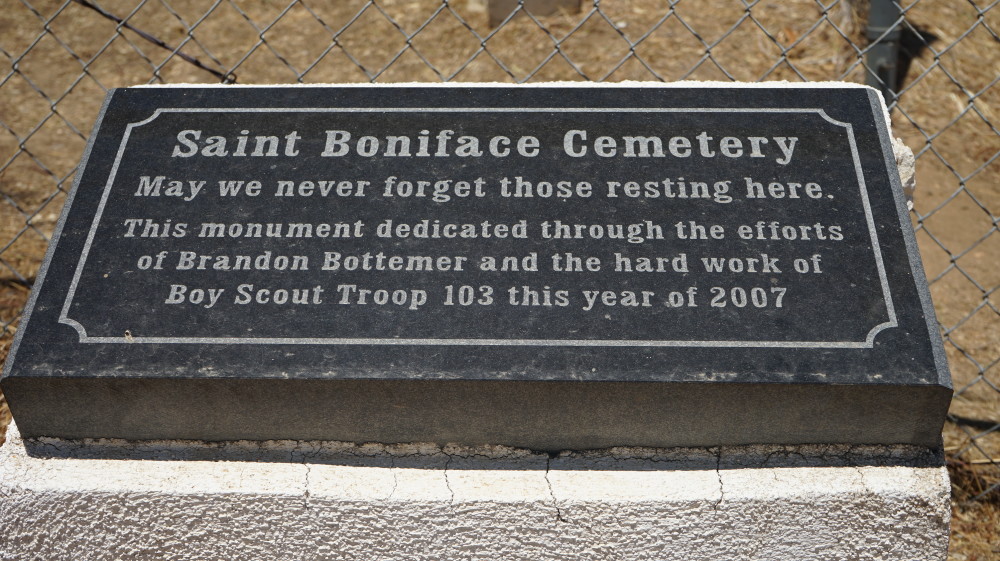 Saint Boniface Cemetery
May we never forget those resting here.
This monument dedicated through the efforts
of Brandon Bottemer and the hard work of
Boy Scout Troop 103 this year of 2007